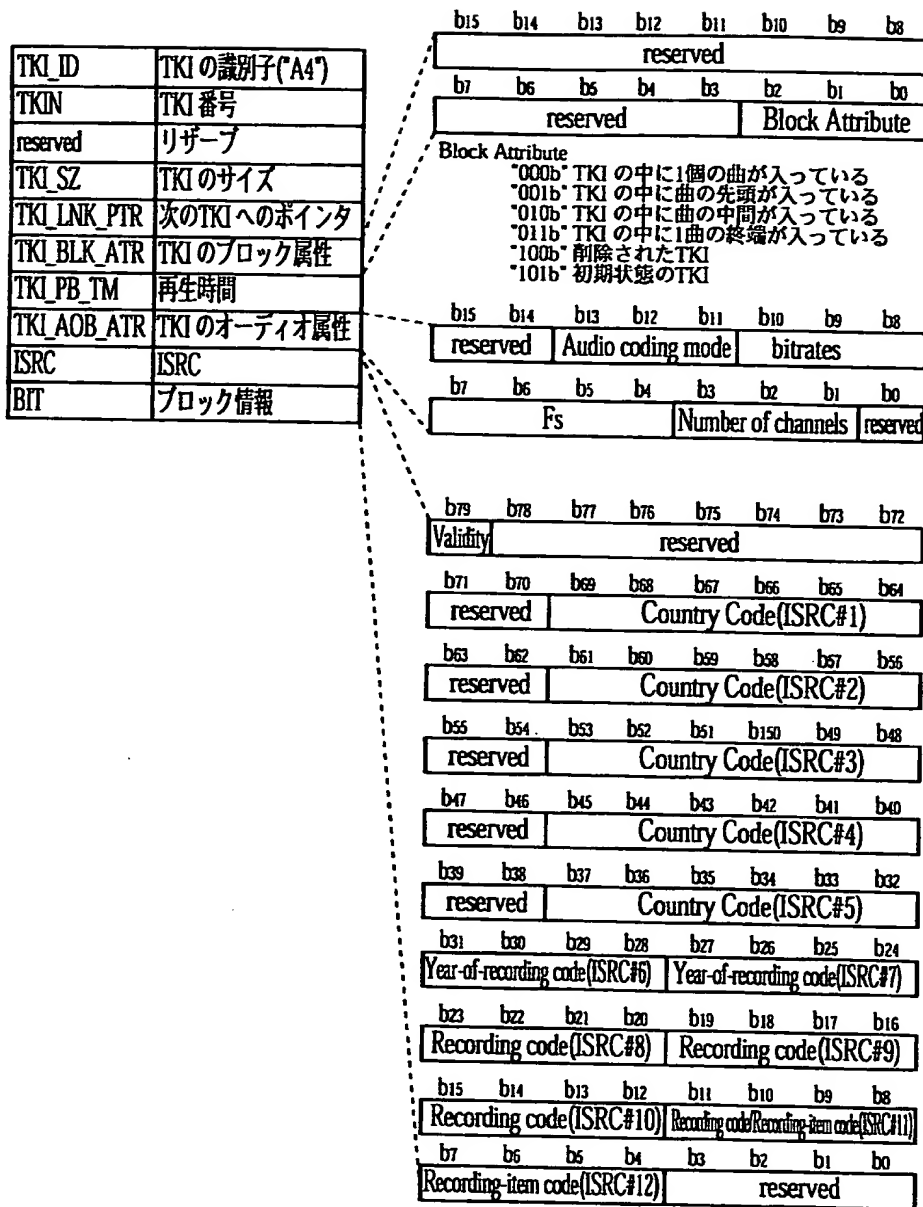 TKI_ID TKIの識別子("A4")
TKIN TKI番号
reserved リザーブ
TKI_SZ TKIのサイズ
TKI_LNK_PTR 次のTKIへのポインタ
TKI_BLK_ATR TKIのブロック属性
TKI_PB_TM 再生時間
TKI_AOB_ATR TKIのオーディオ属性
ISRC ISRC
BIT ブロック情報
b15 b14 b13 b12 b11 b10 b9 b8
reserved
b7 b6 b5 b4 b3 b2 b1 b0
reserved Block Attribute
Block Attribute
"000b" TKIの中に1個の曲が入っている
"001b" TKIの中に曲の先頭が入っている
"010b" TKIの中に曲の中間が入っている
"011b" TKIの中に1曲の終端が入っている
"100b" 削除されたTKI
"101b" 初期状態のTKI
b15 b14 b13 b12 b11 b10 b9 b8
reserved Audio coding mode bitrates
b7 b6 b5 b4 b3 b2 b1 b0
Fs Number of channels reserved
b79 b78 b77 b76 b75 b74 b73 b72
Validity reserved
b71 b70 b69 b68 b67 b66 b65 b64
reserved Country Code(ISRC#1)
b63 b62 b61 b60 b59 b58 b57 b56
reserved Country Code(ISRC#2)
b55 b54 b53 b52 b51 b150 b49 b48
reserved Country Code(ISRC#3)
b47 b46 b45 b44 b43 b42 b41 b40
reserved Country Code(ISRC#4)
b39 b38 b37 b36 b35 b34 b33 b32
reserved Country Code(ISRC#5)
b31 b30 b29 b28 b27 b26 b25 b24
Year-of-recording code(ISRC#6) Year-of-recording code(ISRC#7)
b23 b22 b21 b20 b19 b18 b17 b16
Recording code(ISRC#8) Recording code(ISRC#9)
b15 b14 b13 b12 b11 b10 b9 b8
Recording code(ISRC#10) Recording code/Recording-item code(ISRC#11)
b7 b6 b5 b4 b3 b2 b1 b0
Recording-item code(ISRC#12) reserved